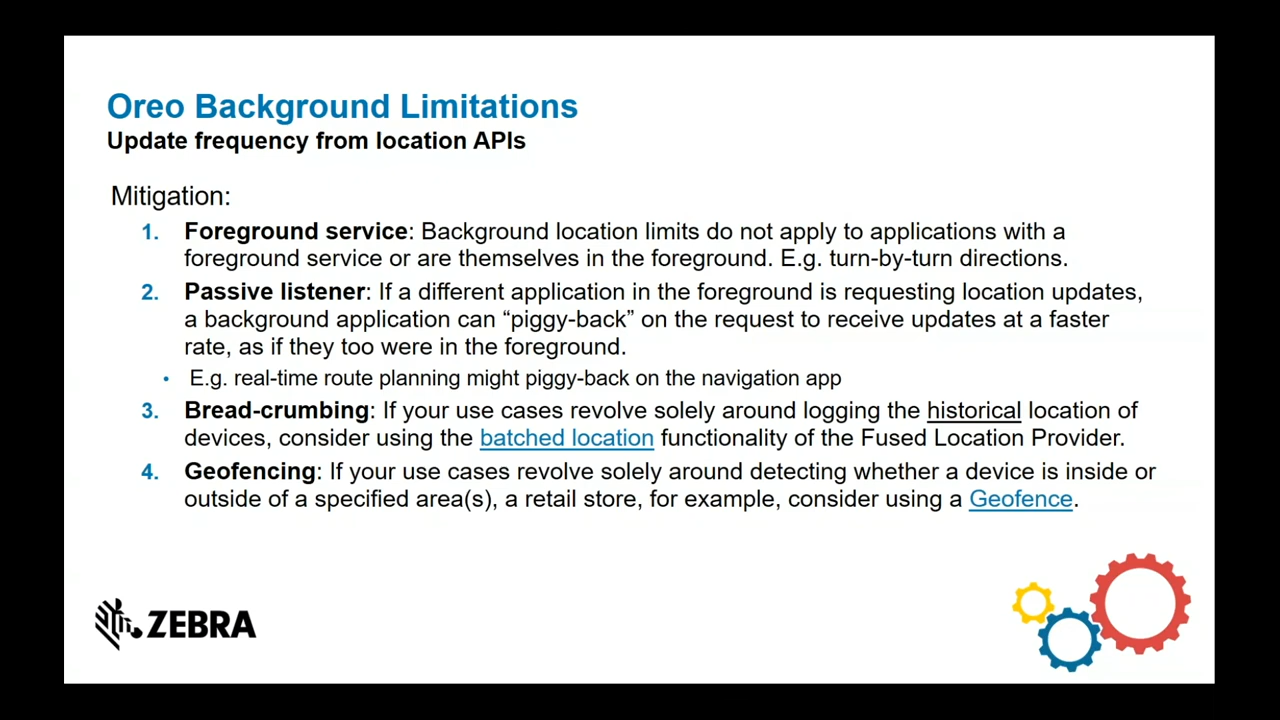 Oreo Background Limitations
Update frequency from location APIs
Mitigation:
1. Foreground service: Background location limits do not apply to applications with a
foreground service or are themselves in the foreground. E.g. turn-by-turn directions.
2. Passive listener: If a different application in the foreground is requesting location updates,
a background application can “piggy-back” on the request to receive updates at a faster
rate, as if they too were in the foreground.
• E.g. real-time route planning might piggy-back on the navigation app
3. Bread-crumbing: If your use cases revolve solely around logging the historical location of
devices, consider using the batched location functionality of the Fused Location Provider.
4. Geofencing: If your use cases revolve solely around detecting whether a device is inside or
outside of a specified area(s), a retail store, for example, consider using a Geofence.
ZEBRA